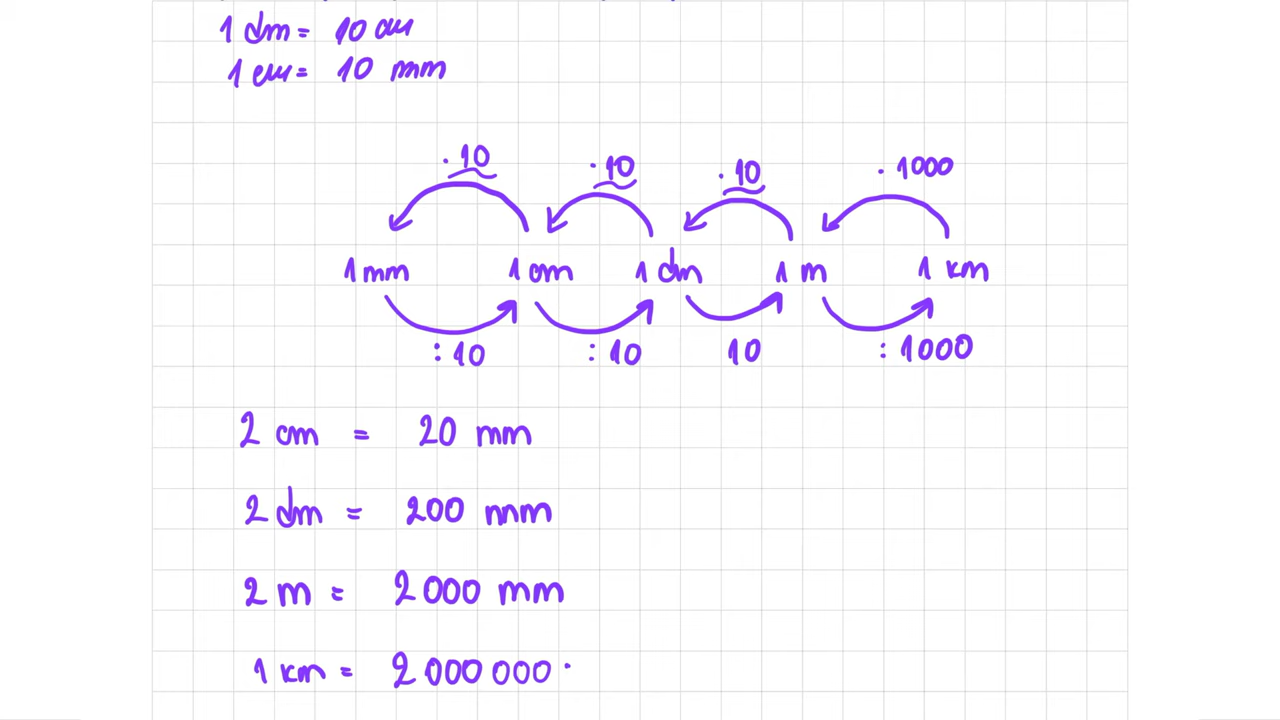 1 dm = 10 cm
1 cm = 10 mm
· 10 · 10 · 10 · 1000
1 mm 1 cm 1 dm 1 m 1 km
: 10 : 10 10 : 1000
2 cm = 20 mm
2 dm = 200 mm
2 m = 2 000 mm
1 km = 2 000 000